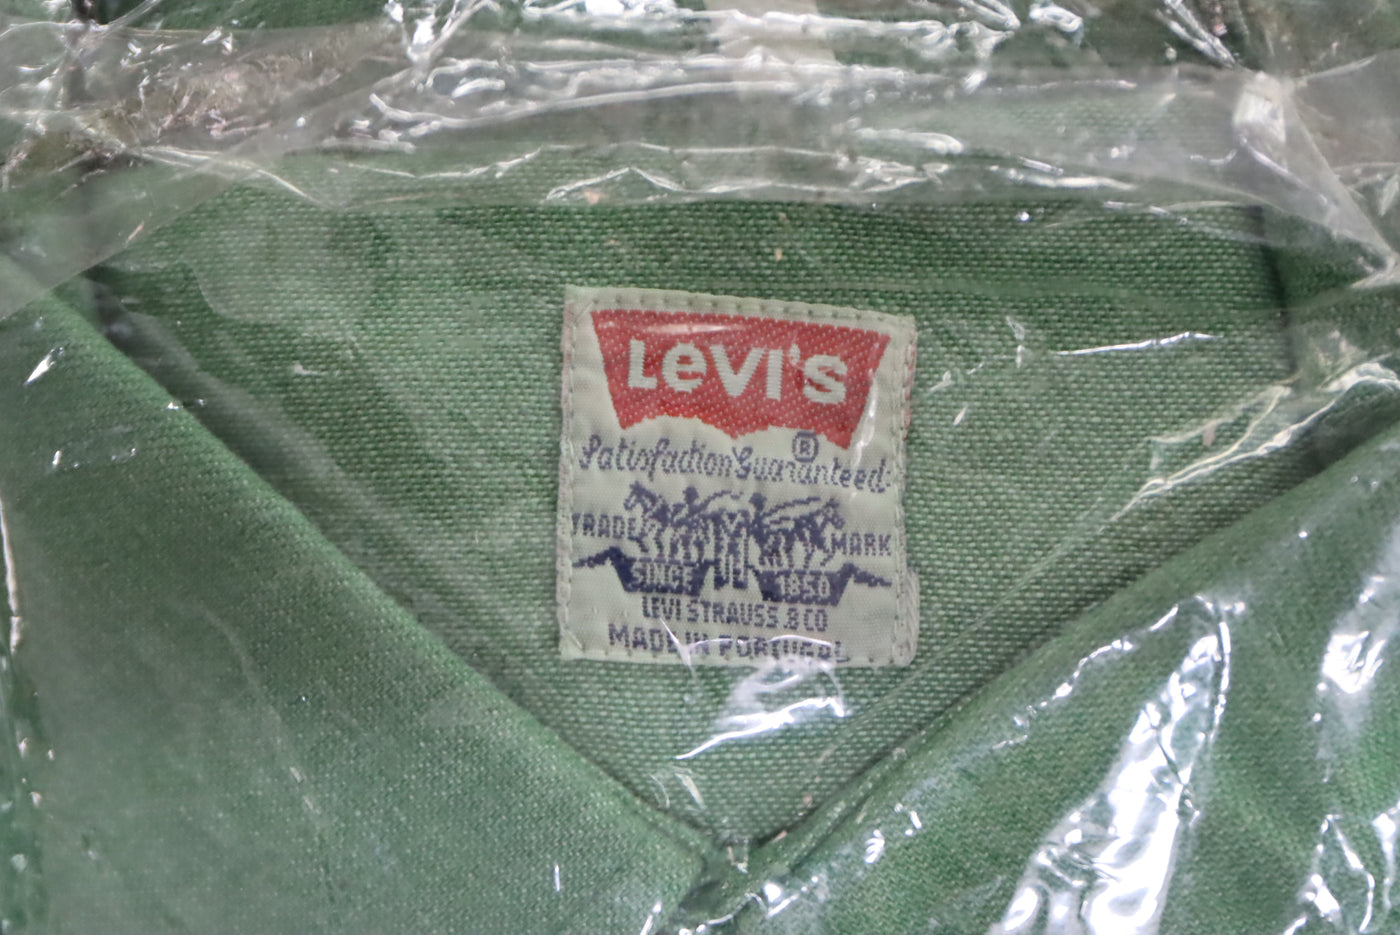 Levi's
®
Satisfaction Guaranteed
TRADE MARK
SINCE 1850
LEVI STRAUSS & CO
MADE IN PORTUGAL